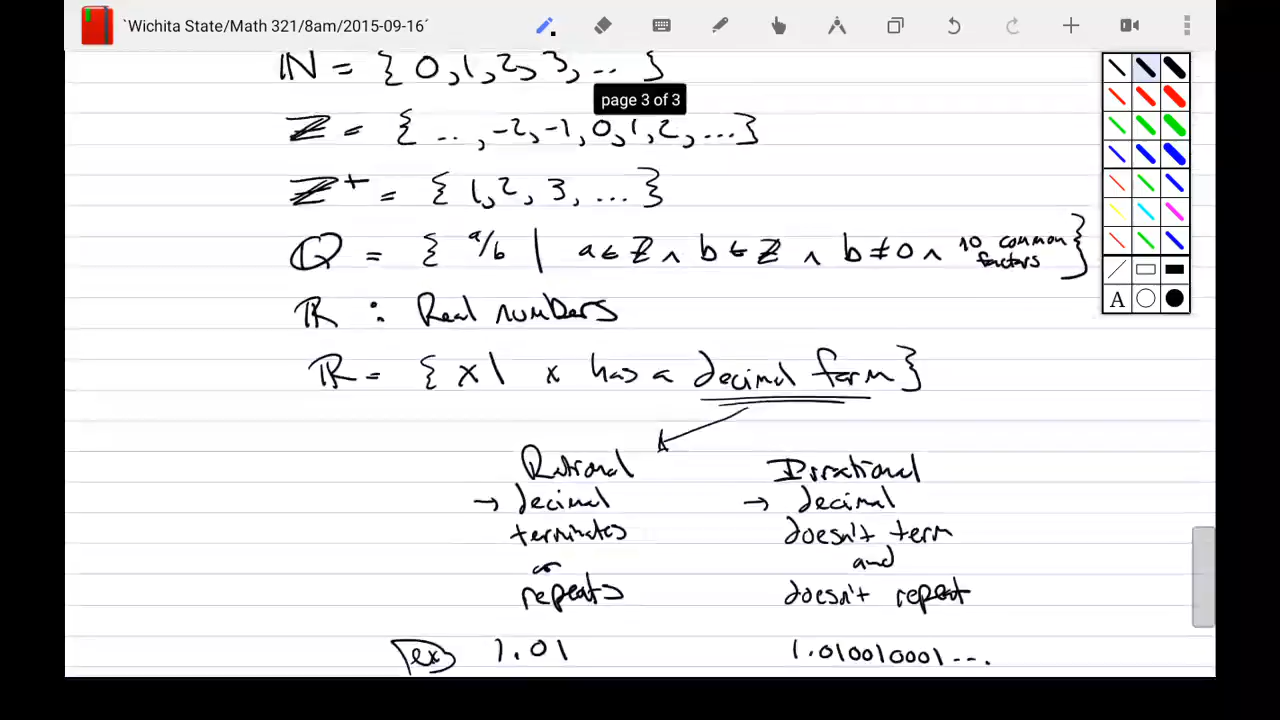 `Wichita State/Math 321/8am/2015-09-16´
ℕ = { 0, 1, 2, 3, ... }
page 3 of 3
ℤ = { .., -2, -1, 0, 1, 2, ... }
ℤ⁺ = { 1, 2, 3, ... }
ℚ = { a/b | a ∈ ℤ ∧ b ∈ ℤ ∧ b ≠ 0 ∧ no common factors }
ℝ : Real numbers
ℝ = { x | x has a decimal form }
Rational Irrational
→ decimal → decimal
terminates doesn't term
or and
repeats doesn't repeat
ex 1.01 1.010010001...
A